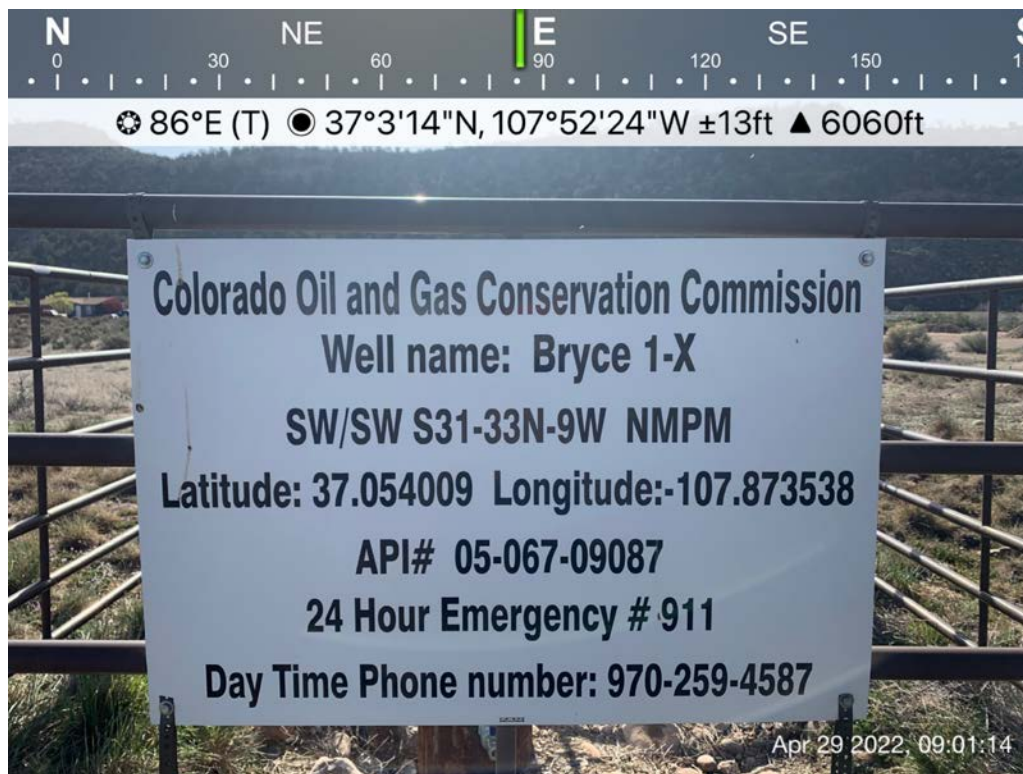 N NE E SE
0 30 60 90 120 150
86°E (T) 37°3'14"N, 107°52'24"W ±13ft ▲ 6060ft
Colorado Oil and Gas Conservation Commission
Well name: Bryce 1-X
SW/SW S31-33N-9W NMPM
Latitude: 37.054009 Longitude:-107.873538
API# 05-067-09087
24 Hour Emergency # 911
Day Time Phone number: 970-259-4587
Apr 29 2022, 09:01:14